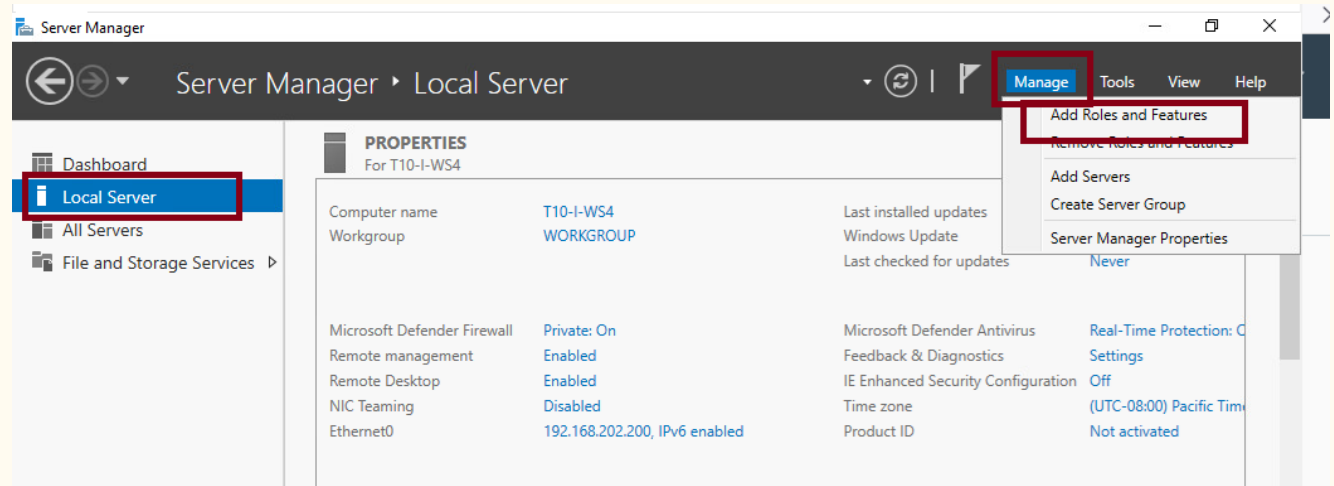 Server Manager
Server Manager • Local Server
Manage Tools View Help
Add Roles and Features
Remove Roles and Features
Add Servers
Create Server Group
Server Manager Properties
Dashboard
Local Server
All Servers
File and Storage Services
PROPERTIES
For T10-I-WS4
Computer name T10-I-WS4
Workgroup WORKGROUP
Last installed updates
Windows Update
Last checked for updates Never
Microsoft Defender Firewall Private: On
Remote management Enabled
Remote Desktop Enabled
NIC Teaming Disabled
Ethernet0 192.168.202.200, IPv6 enabled
Microsoft Defender Antivirus Real-Time Protection:
Feedback & Diagnostics Settings
IE Enhanced Security Configuration Off
Time zone (UTC-08:00) Pacific Tim
Product ID Not activated